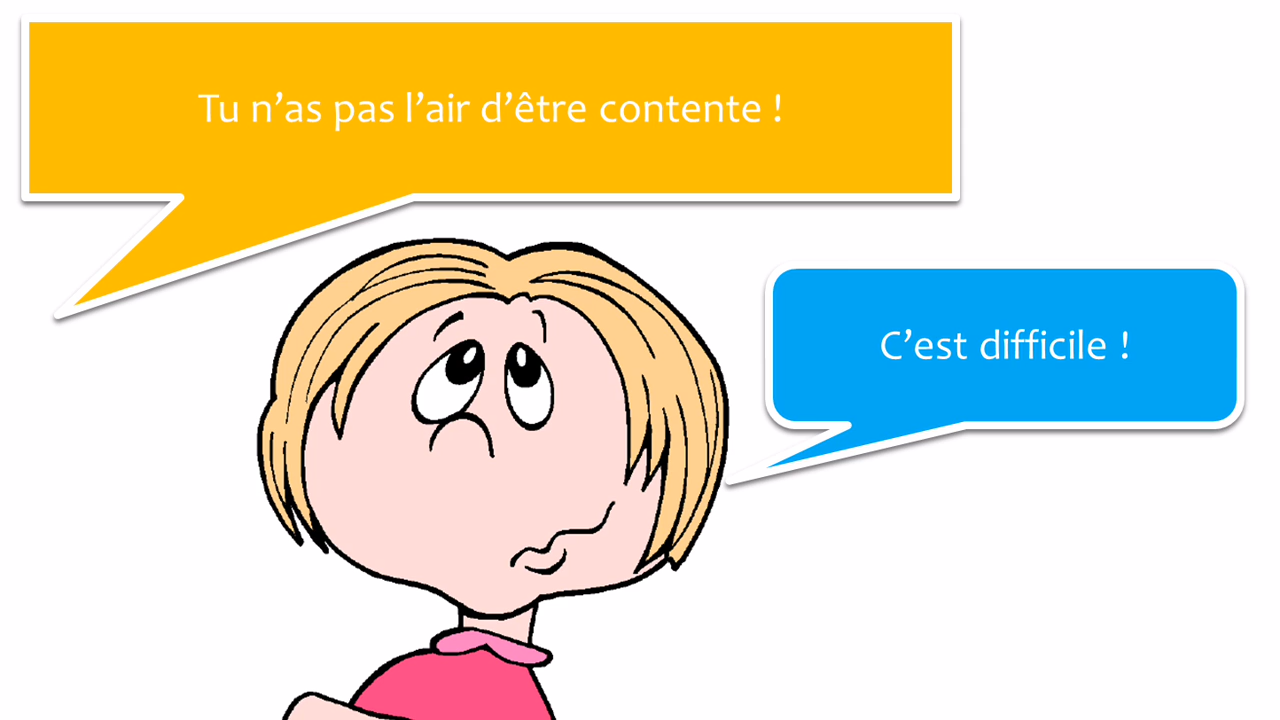 Tu n’as pas l’air d’être contente !
C’est difficile !